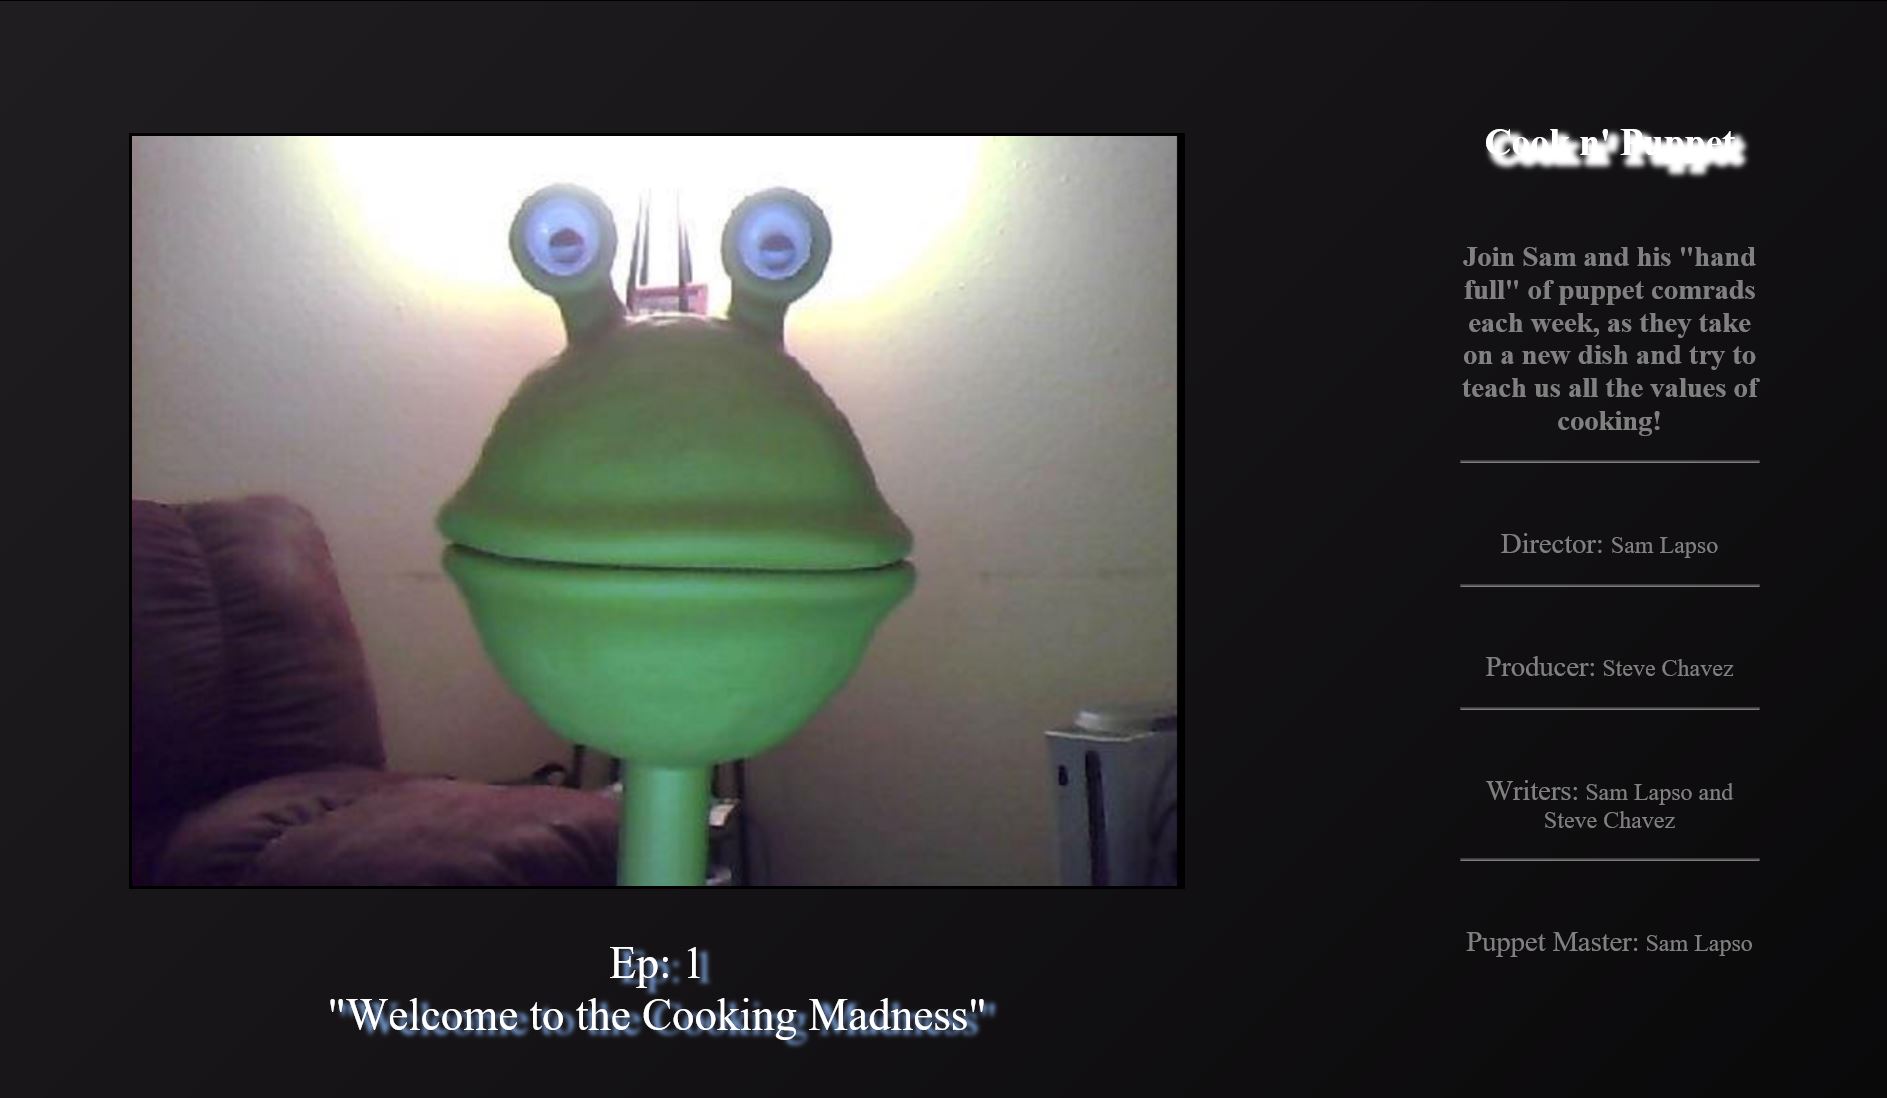 Cook n' Puppet
Join Sam and his "hand
full" of puppet comrads
each week, as they take
on a new dish and try to
teach us all the values of
cooking!
Director: Sam Lapso
Producer: Steve Chavez
Writers: Sam Lapso and
Steve Chavez
Puppet Master: Sam Lapso
Ep: 1
"Welcome to the Cooking Madness"